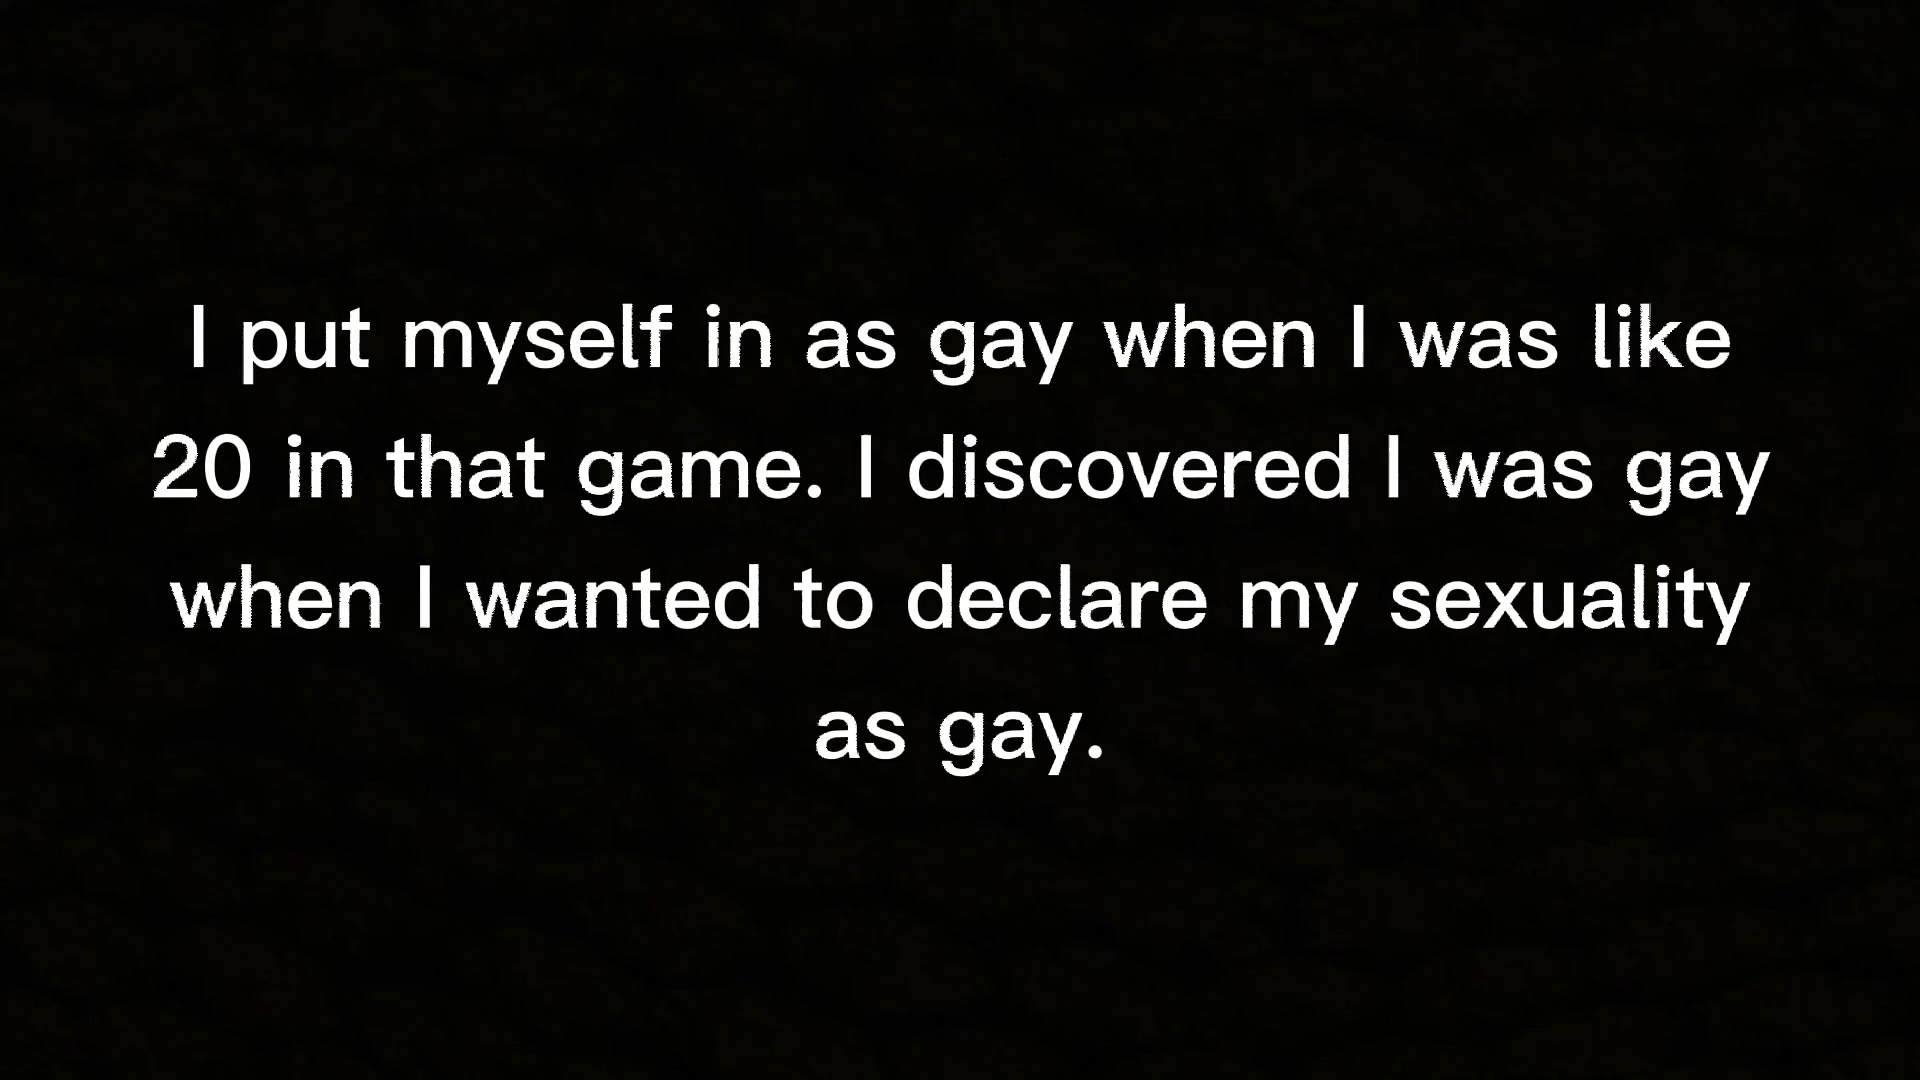 I put myself in as gay when I was like
20 in that game. I discovered I was gay
when I wanted to declare my sexuality
as gay.